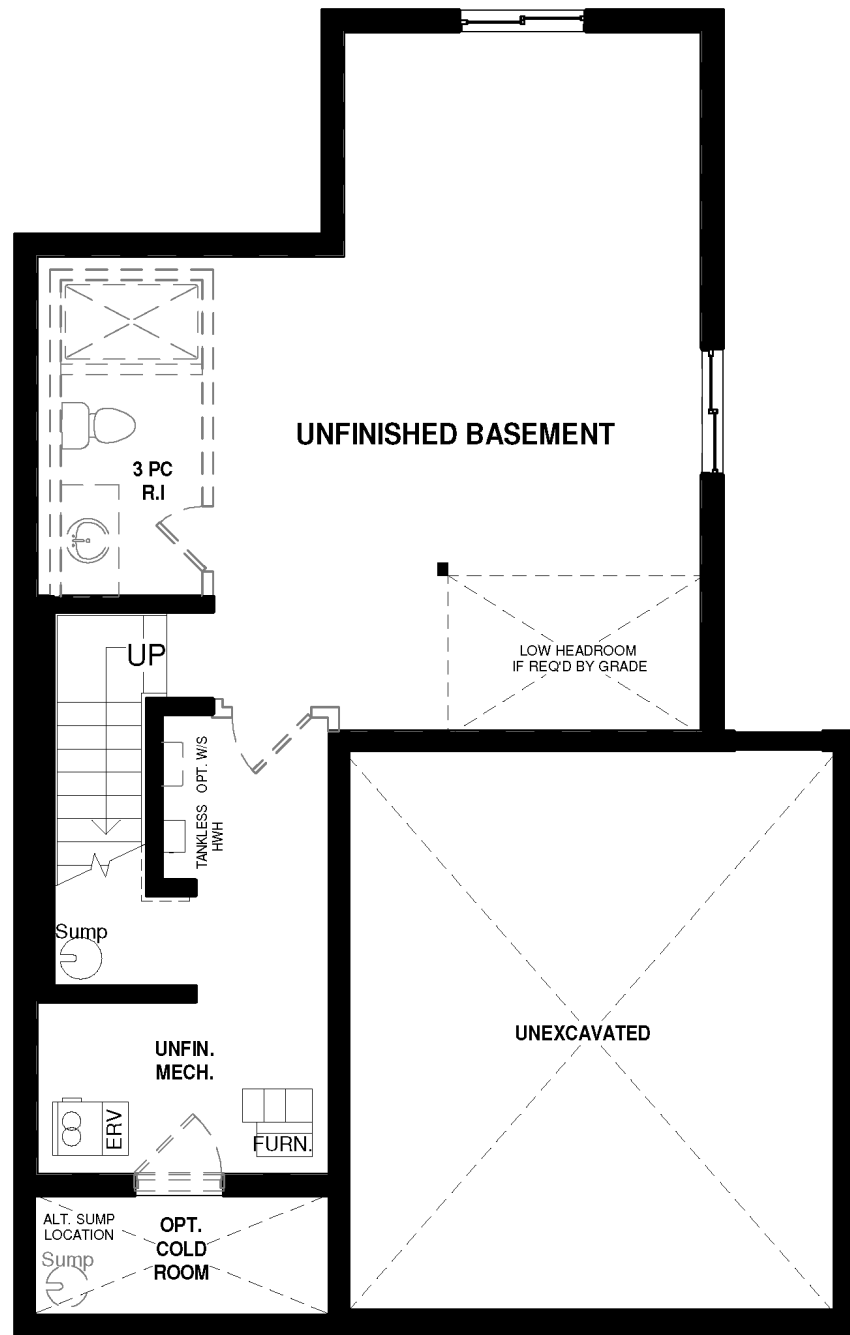 UNFINISHED BASEMENT
3 PC
R.I
UP
LOW HEADROOM
IF REQ'D BY GRADE
OPT. W/S
TANKLESS
HWH
Sump
UNEXCAVATED
UNFIN.
MECH.
ERV
FURN.
ALT. SUMP
LOCATION
OPT.
COLD
ROOM
Sump